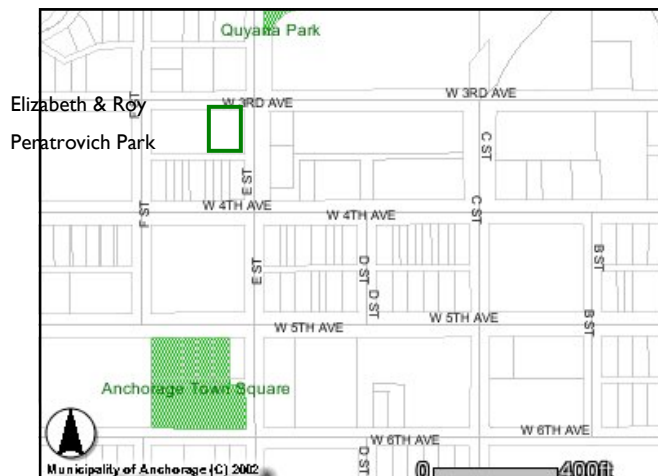 Quyana Park
Elizabeth & Roy
Peratrovich Park
W 3RD AVE
W 3RD AVE
F ST
C ST
E ST
W 4TH AVE
W 4TH AVE
F ST
C ST
E ST
D ST
D ST
B ST
B ST
W 5TH AVE
W 5TH AVE
Anchorage Town Square
W 6TH AVE
W 6TH AVE
D ST
Municipality of Anchorage (C) 2002
0 400ft